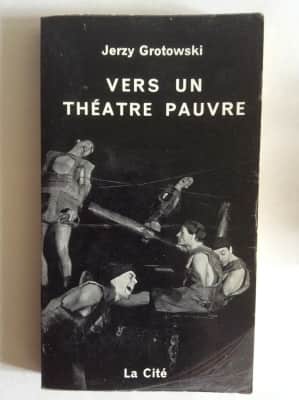 Jerzy Grotowski
VERS UN
THÉATRE PAUVRE
La Cité